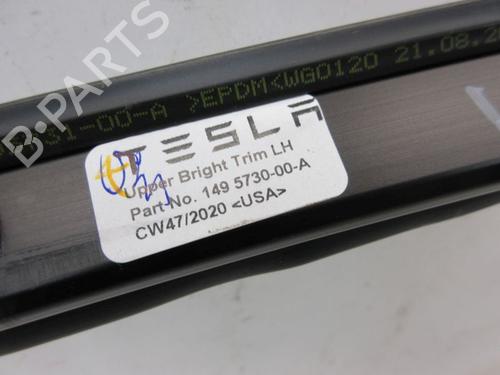 31-00-A >EPDM< WG0120 21.08.2
TESLA
Upper Bright Trim LH
Part-No. 149 5730-00-A
CW47/2020 <USA>
B-PARTS